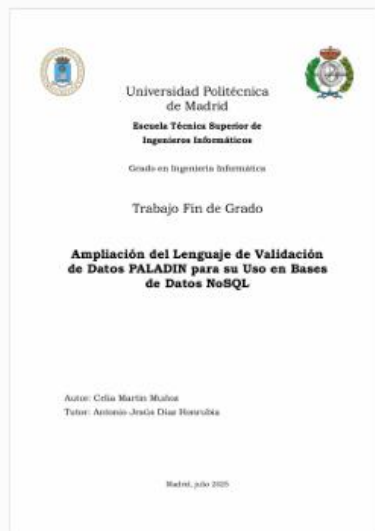 Universidad Politécnica
de Madrid
Escuela Técnica Superior de
Ingenieros Informáticos
Grado en Ingeniería Informática
Trabajo Fin de Grado
Ampliación del Lenguaje de Validación
de Datos PALADIN para su Uso en Bases
de Datos NoSQL
Autor: Celia Martín Muñoz
Tutor: Antonio Jesús Díaz Honrubia
Madrid, julio 2025